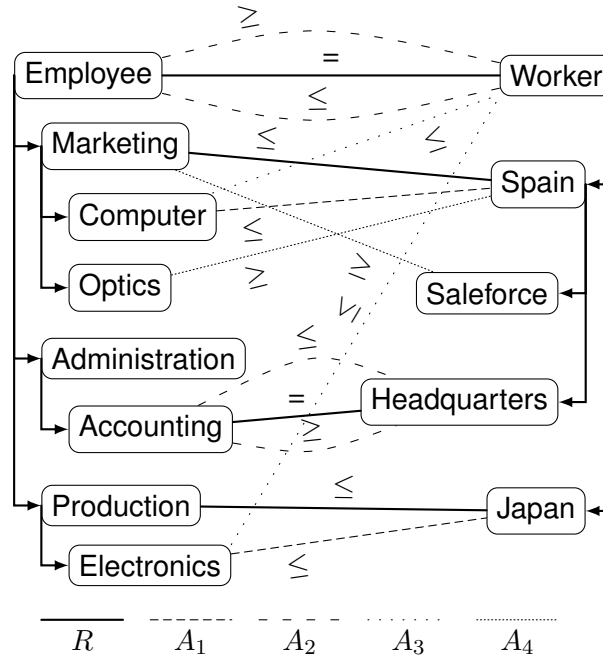 ≥
Employee = Worker
≤
Marketing ≤ ≤
Spain
Computer ≤
Optics ≥ ≥
Saleforce
≤
Administration ≤
Headquarters
Accounting = ≥
≤
Production Japan
Electronics ≤
R A₁ A₂ A₃ A₄